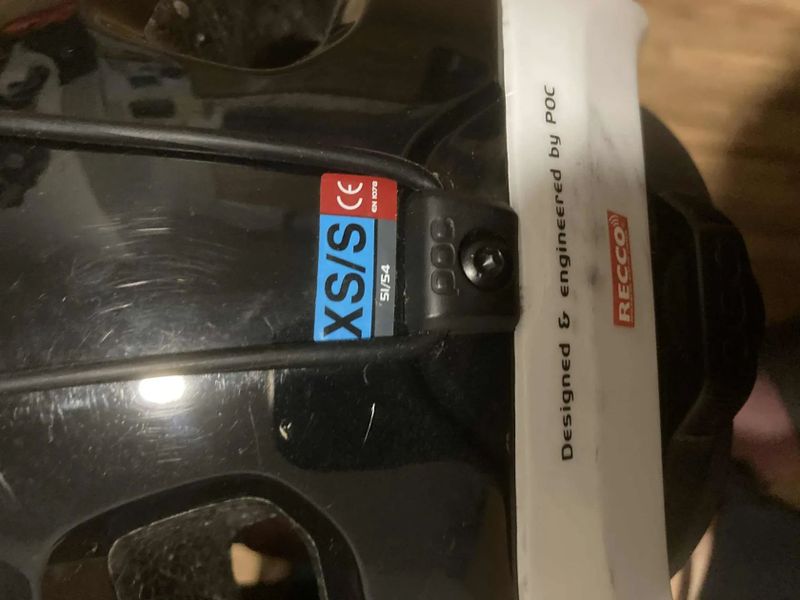 CE
EN 1078
XS/S
51/54
POC
Designed & engineered by POC
RECCO